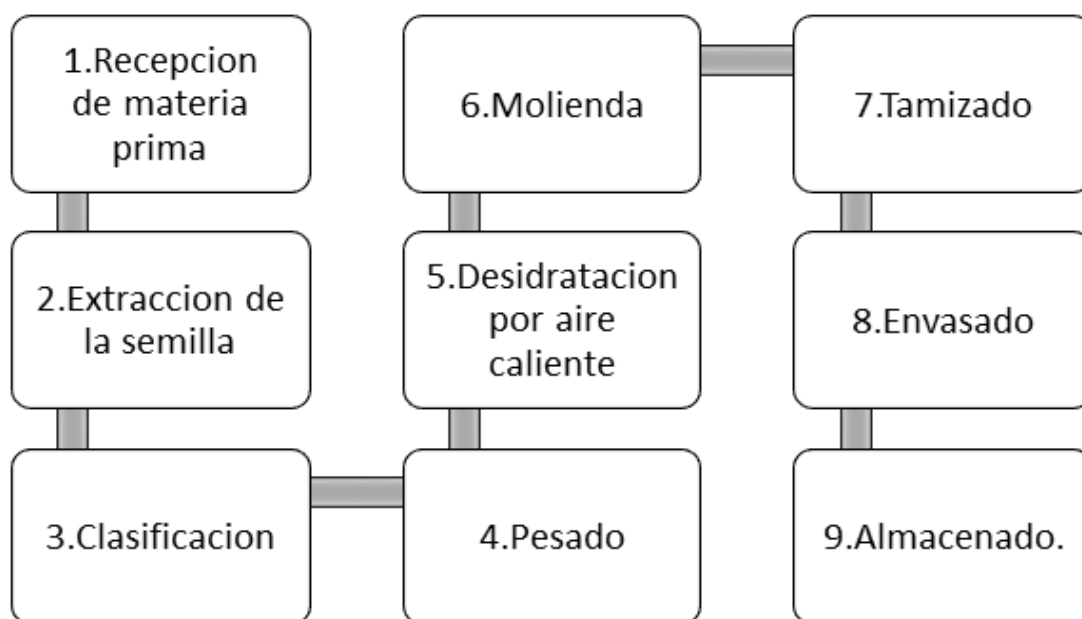 1.Recepcion
de materia
prima
2.Extraccion de
la semilla
3.Clasificacion
4.Pesado
5.Desidratacion
por aire
caliente
6.Molienda
7.Tamizado
8.Envasado
9.Almacenado.